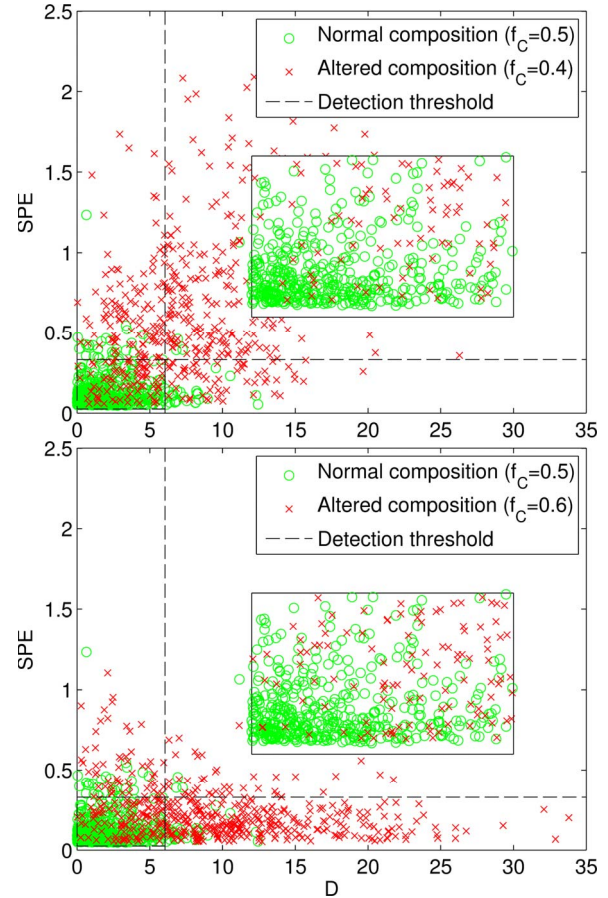 2.5
2
1.5
1
0.5
0
SPE
Normal composition (f_C=0.5)
Altered composition (f_C=0.4)
Detection threshold
0 5 10 15 20 25 30 35
2.5
2
1.5
1
0.5
0
SPE
Normal composition (f_C=0.5)
Altered composition (f_C=0.6)
Detection threshold
0 5 10 15 20 25 30 35
D